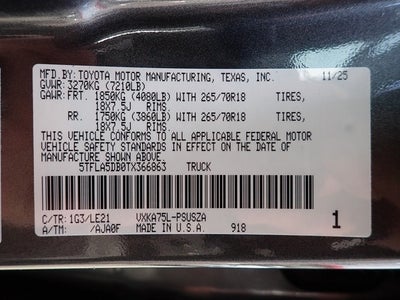 MFD.BY: TOYOTA MOTOR MANUFACTURING, TEXAS, INC. 11/25
GVWR: 3270KG (7210LB)
GAWR: FRT. 1850KG (4080LB) WITH 265/70R18 TIRES,
18X7.5J RIMS.
RR. 1750KG (3860LB) WITH 265/70R18 TIRES,
18X7.5J RIMS.
THIS VEHICLE CONFORMS TO ALL APPLICABLE FEDERAL MOTOR
VEHICLE SAFETY STANDARDS IN EFFECT ON THE DATE OF
MANUFACTURE SHOWN ABOVE.
5TFLA5DB0TX366863 TRUCK
C/TR: 1G3/LE21 VXKA75L-PSUSZA 1
A/TM: /AJA0F MADE IN U.S.A. 918